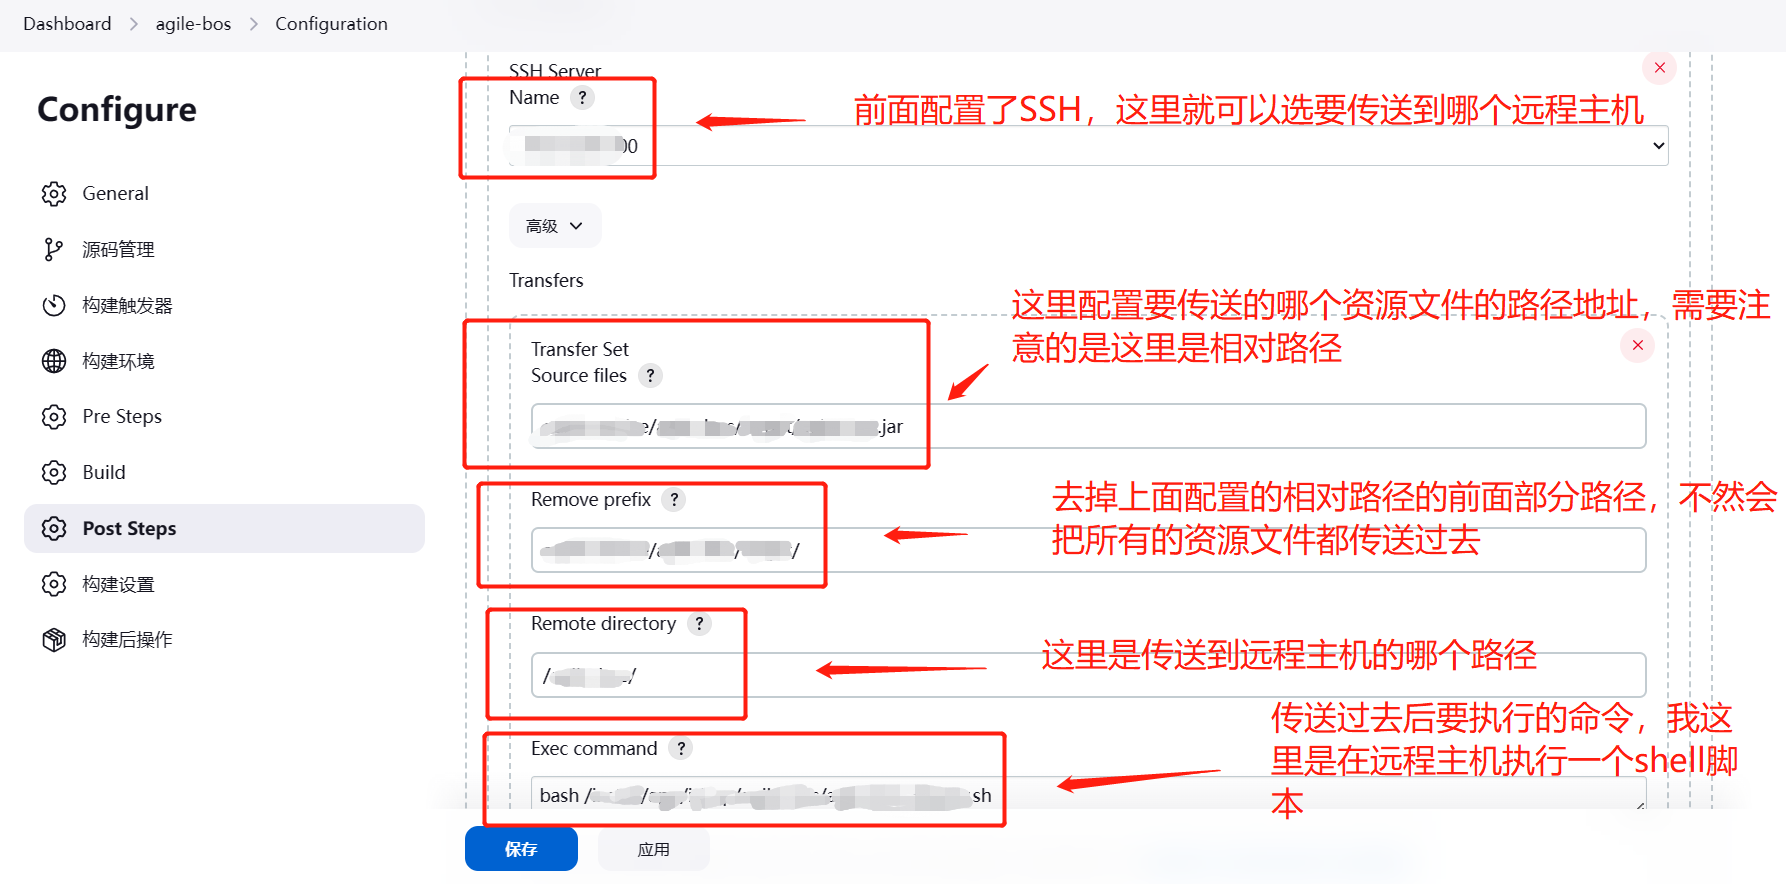 Dashboard > agile-bos > Configuration
Configure
General
源码管理
构建触发器
构建环境
Pre Steps
Build
Post Steps
构建设置
构建后操作
SSH Server
Name ?
00
前面配置了SSH，这里就可以选要传送到哪个远程主机
高级
Transfers
这里配置要传送的哪个资源文件的路径地址，需要注
意的是这里是相对路径
Transfer Set
Source files ?
.jar
Remove prefix ?
/
去掉上面配置的相对路径的前面部分路径，不然会
把所有的资源文件都传送过去
Remote directory ?
/ /
这里是传送到远程主机的哪个路径
Exec command ?
bash / .sh
传送过去后要执行的命令，我这
里是在远程主机执行一个shell脚
本
保存
应用